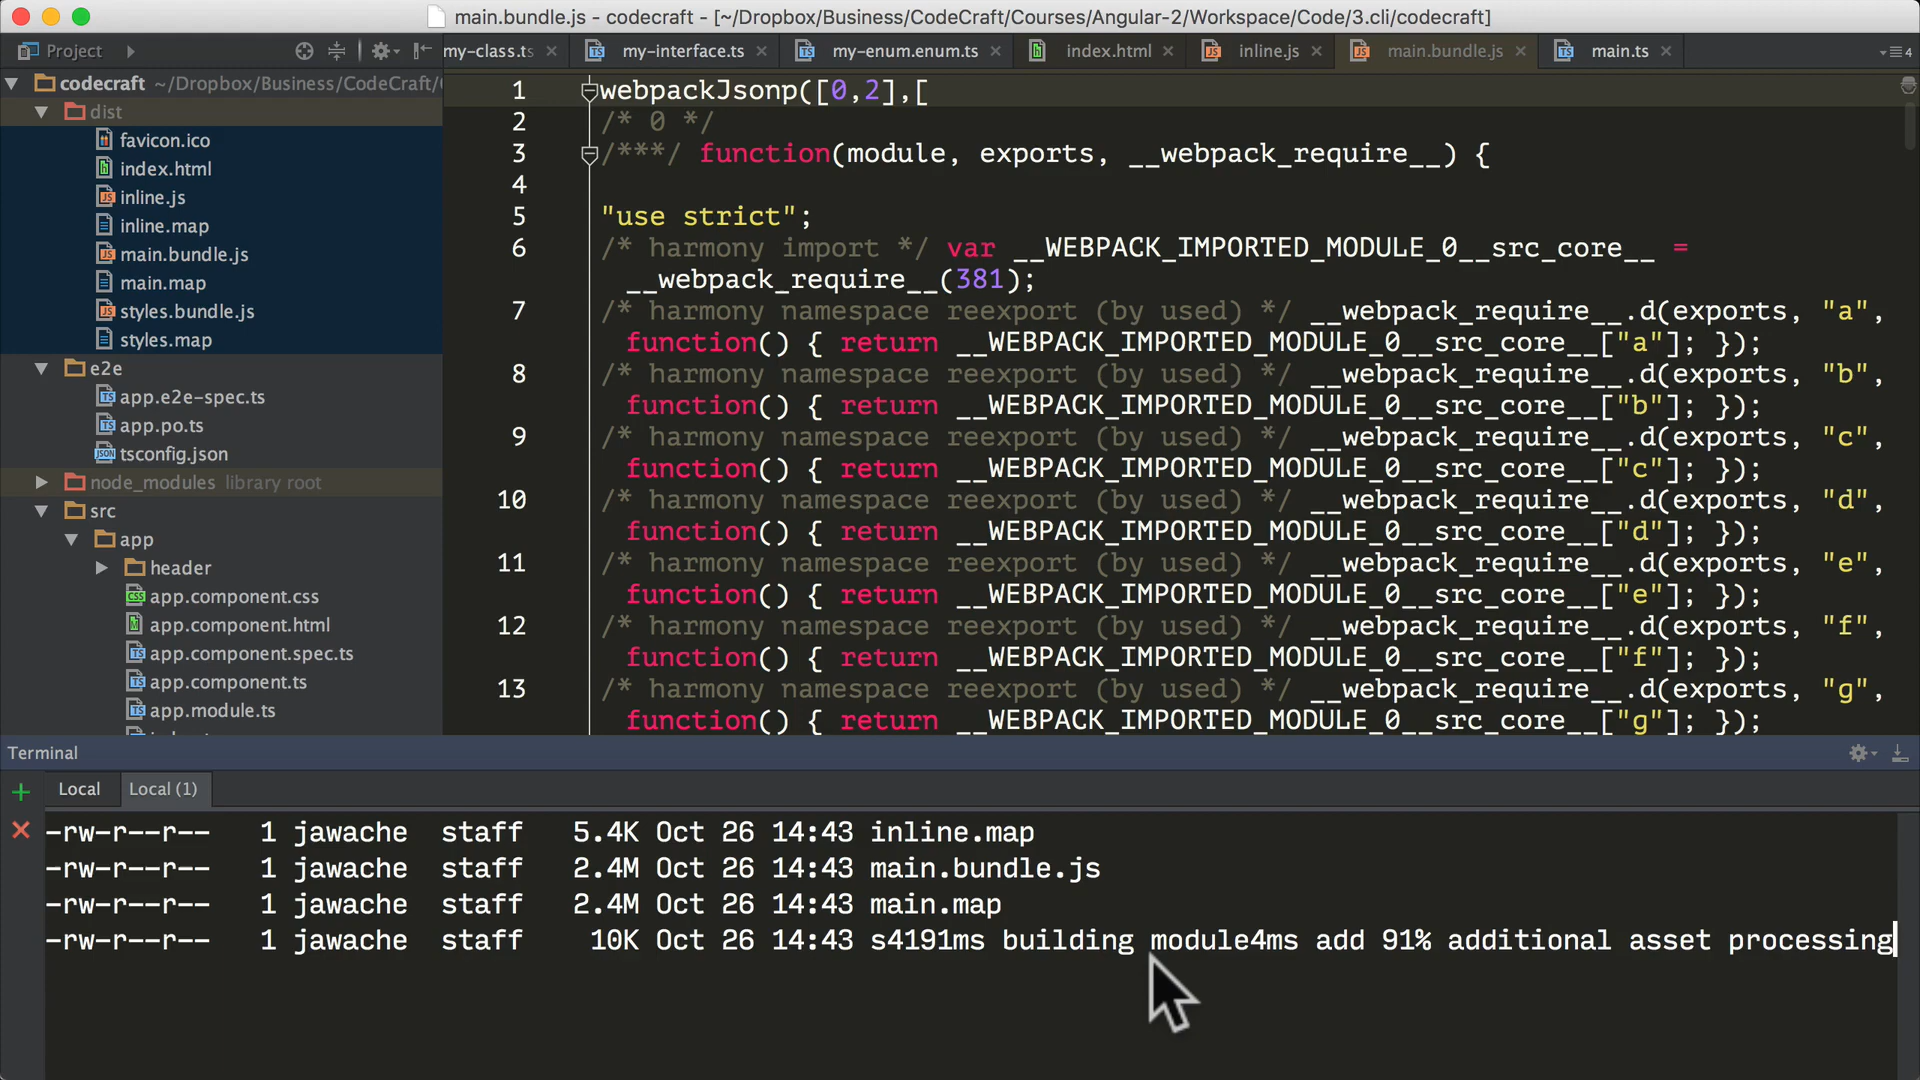 main.bundle.js - codecraft - [~/Dropbox/Business/CodeCraft/Courses/Angular-2/Workspace/Code/3.cli/codecraft]
Project
my-class.ts
my-interface.ts
my-enum.enum.ts
index.html
inline.js
main.bundle.js
main.ts
4
codecraft ~/Dropbox/Business/CodeCraft/
dist
favicon.ico
index.html
inline.js
inline.map
main.bundle.js
main.map
styles.bundle.js
styles.map
e2e
app.e2e-spec.ts
app.po.ts
tsconfig.json
node_modules library root
src
app
header
app.component.css
app.component.html
app.component.spec.ts
app.component.ts
app.module.ts
1 webpackJsonp([0,2],[
2 /* 0 */
3 /***/ function(module, exports, __webpack_require__) {
4
5 "use strict";
6 /* harmony import */ var __WEBPACK_IMPORTED_MODULE_0__src_core__ =
__webpack_require__(381);
7 /* harmony namespace reexport (by used) */ __webpack_require__.d(exports, "a",
function() { return __WEBPACK_IMPORTED_MODULE_0__src_core__["a"]; });
8 /* harmony namespace reexport (by used) */ __webpack_require__.d(exports, "b",
function() { return __WEBPACK_IMPORTED_MODULE_0__src_core__["b"]; });
9 /* harmony namespace reexport (by used) */ __webpack_require__.d(exports, "c",
function() { return __WEBPACK_IMPORTED_MODULE_0__src_core__["c"]; });
10 /* harmony namespace reexport (by used) */ __webpack_require__.d(exports, "d",
function() { return __WEBPACK_IMPORTED_MODULE_0__src_core__["d"]; });
11 /* harmony namespace reexport (by used) */ __webpack_require__.d(exports, "e",
function() { return __WEBPACK_IMPORTED_MODULE_0__src_core__["e"]; });
12 /* harmony namespace reexport (by used) */ __webpack_require__.d(exports, "f",
function() { return __WEBPACK_IMPORTED_MODULE_0__src_core__["f"]; });
13 /* harmony namespace reexport (by used) */ __webpack_require__.d(exports, "g",
function() { return __WEBPACK_IMPORTED_MODULE_0__src_core__["g"]; });
Terminal
Local
Local (1)
-rw-r--r-- 1 jawache staff 5.4K Oct 26 14:43 inline.map
-rw-r--r-- 1 jawache staff 2.4M Oct 26 14:43 main.bundle.js
-rw-r--r-- 1 jawache staff 2.4M Oct 26 14:43 main.map
-rw-r--r-- 1 jawache staff 10K Oct 26 14:43 s4191ms building module4ms add 91% additional asset processing